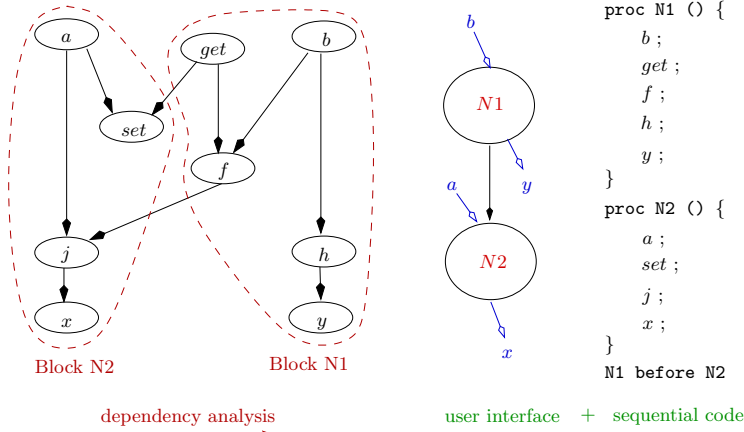 a
get
b
set
f
j
h
x
y
Block N2
Block N1
dependency analysis
b
N1
y
a
N2
x
user interface + sequential code
proc N1 () {
b ;
get ;
f ;
h ;
y ;
}
proc N2 () {
a ;
set ;
j ;
x ;
}
N1 before N2